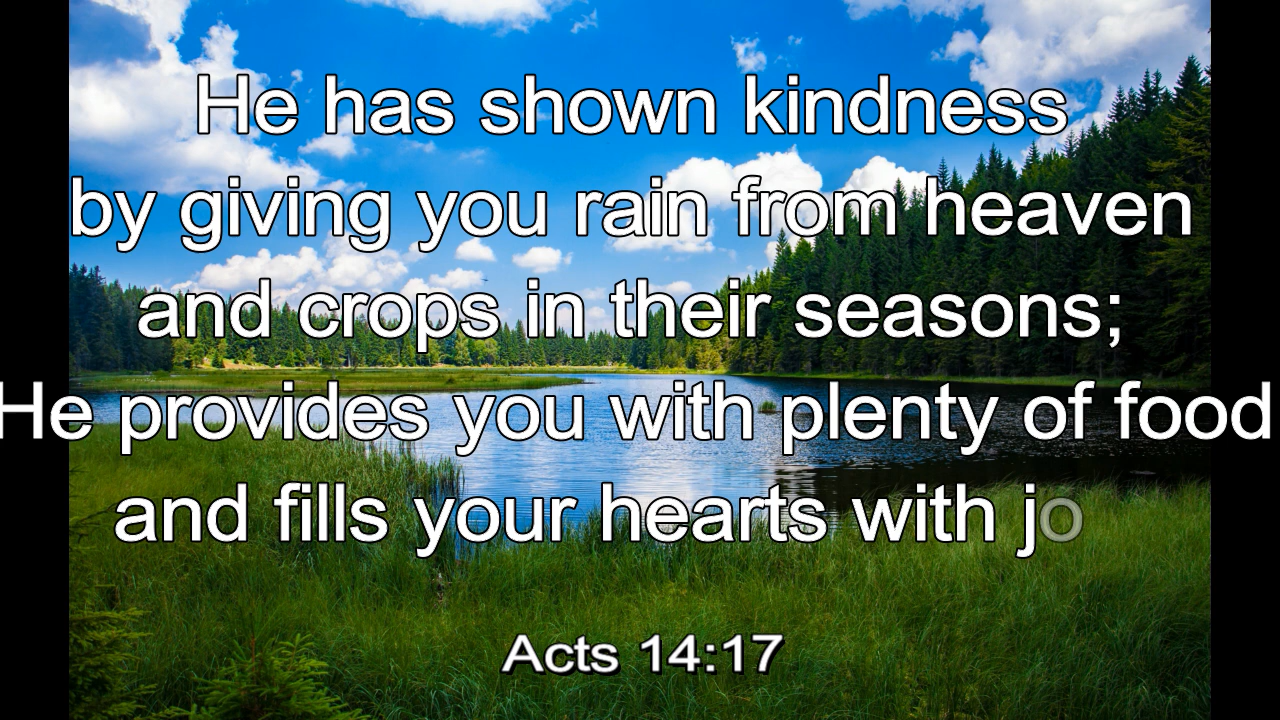 He has shown kindness
by giving you rain from heaven
and crops in their seasons;
He provides you with plenty of food
and fills your hearts with jo
Acts 14:17